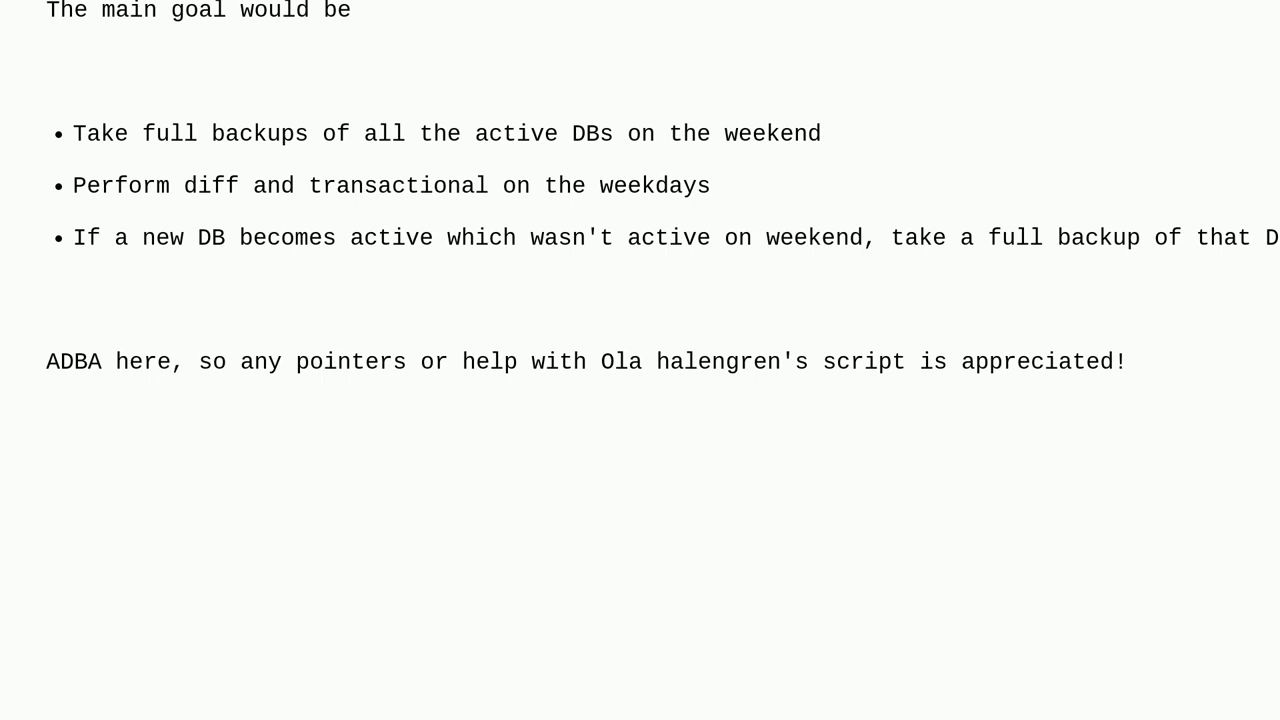 The main goal would be
• Take full backups of all the active DBs on the weekend
• Perform diff and transactional on the weekdays
• If a new DB becomes active which wasn't active on weekend, take a full backup of that D
ADBA here, so any pointers or help with Ola halengren's script is appreciated!